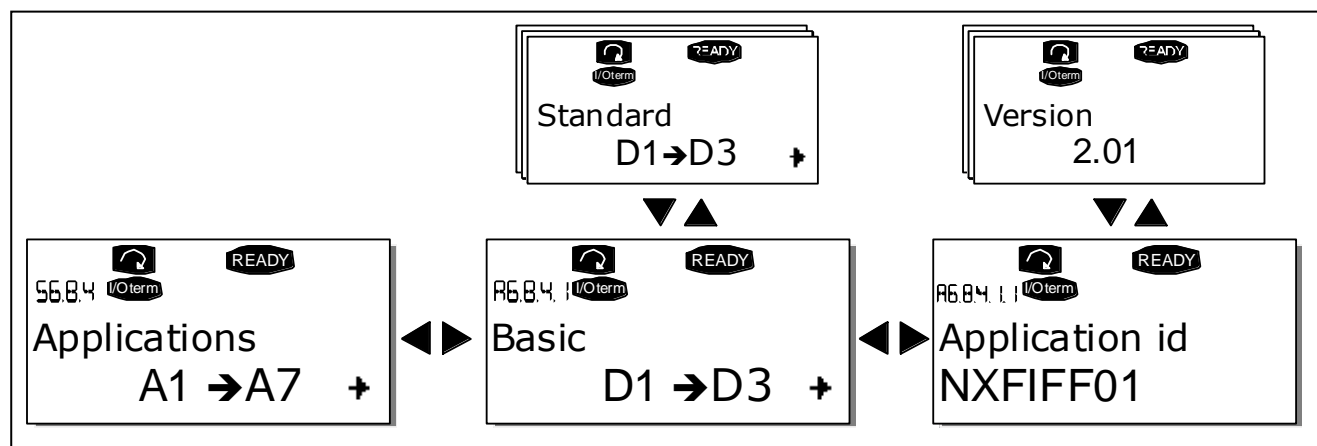 READY
I/Oterm
Standard
D1➔D3
READY
I/Oterm
Version
2.01
READY
S6.8.4 I/Oterm
Applications
A1 ➔A7
READY
A6.8.4.1 I/Oterm
Basic
D1 ➔D3
READY
A6.8.4.1.1 I/Oterm
Application id
NXFIFF01